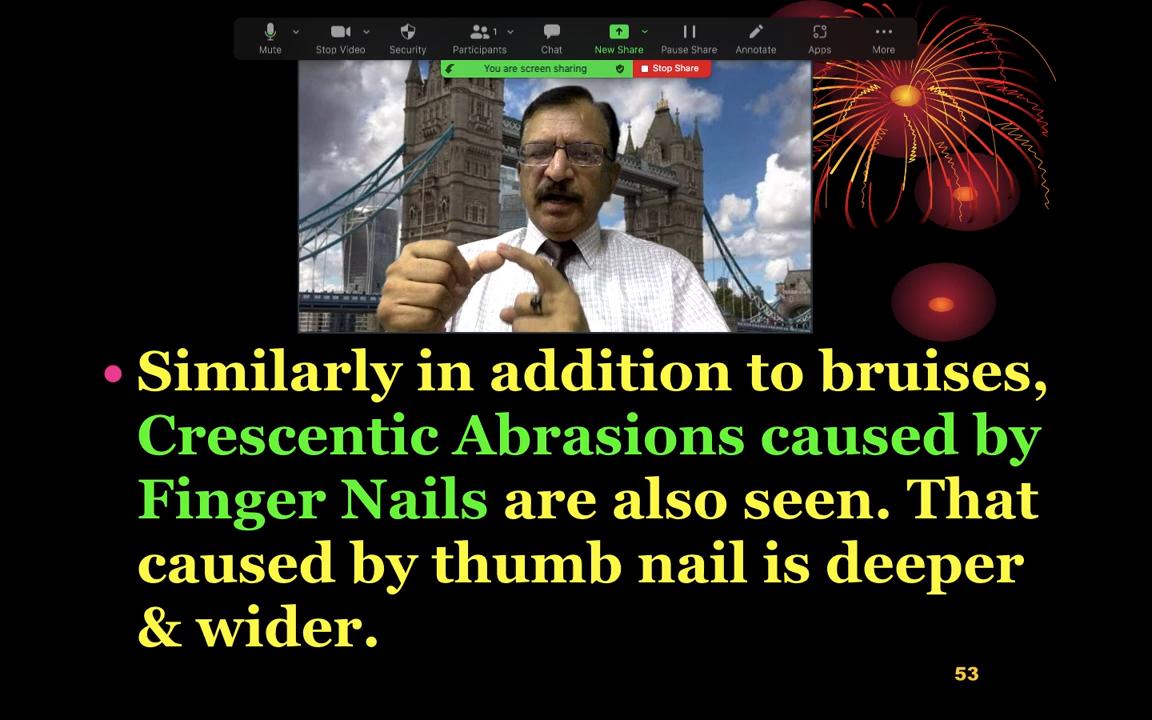 Mute
Stop Video
Security
Participants
1
Chat
New Share
Pause Share
Annotate
Apps
More
You are screen sharing
Stop Share
Similarly in addition to bruises,
Crescentic Abrasions caused by
Finger Nails are also seen. That
caused by thumb nail is deeper
& wider.
53